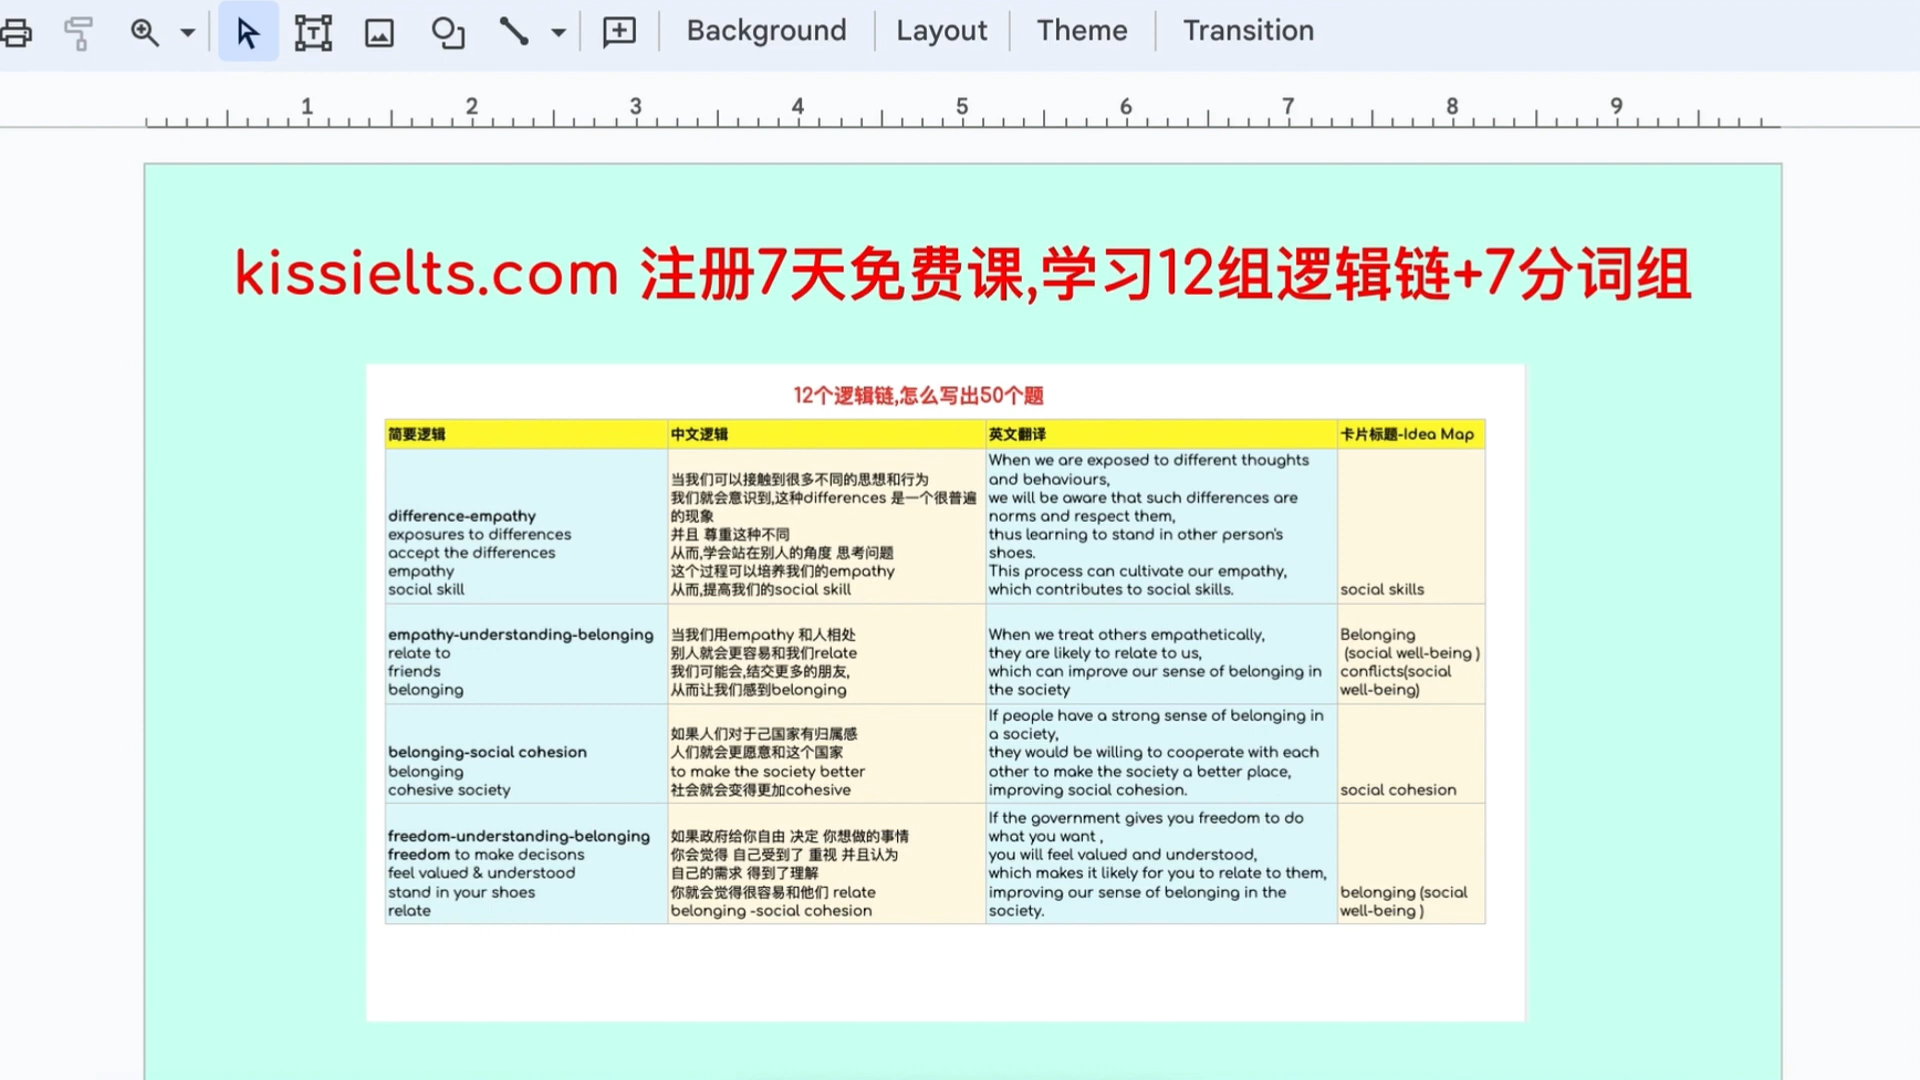 Background
Layout
Theme
Transition
1 2 3 4 5 6 7 8 9
kissielts.com 注册7天免费课,学习12组逻辑链+7分词组
12个逻辑链,怎么写出50个题
简要逻辑
中文逻辑
英文翻译
卡片标题-Idea Map
difference-empathy
exposures to differences
accept the differences
empathy
social skill
当我们可以接触到很多不同的思想和行为
我们就会意识到,这种differences 是一个很普遍
的现象
并且 尊重这种不同
从而,学会站在别人的角度 思考问题
这个过程可以培养我们的empathy
从而,提高我们的social skill
When we are exposed to different thoughts
and behaviours,
we will be aware that such differences are
norms and respect them,
thus learning to stand in other person's
shoes.
This process can cultivate our empathy,
which contributes to social skills.
social skills
empathy-understanding-belonging
relate to
friends
belonging
当我们用empathy 和人相处
别人就会更容易和我们relate
我们可能会,结交更多的朋友,
从而让我们感到belonging
When we treat others empathetically,
they are likely to relate to us,
which can improve our sense of belonging in
the society
Belonging
(social well-being )
conflicts(social
well-being)
belonging-social cohesion
belonging
cohesive society
如果人们对于己国家有归属感
人们就会更愿意和这个国家
to make the society better
社会就会变得更加cohesive
If people have a strong sense of belonging in
a society,
they would be willing to cooperate with each
other to make the society a better place,
improving social cohesion.
social cohesion
freedom-understanding-belonging
freedom to make decisons
feel valued & understood
stand in your shoes
relate
如果政府给你自由 决定 你想做的事情
你会觉得 自己受到了 重视 并且认为
自己的需求 得到了理解
你就会觉得很容易和他们 relate
belonging -social cohesion
If the government gives you freedom to do
what you want ,
you will feel valued and understood,
which makes it likely for you to relate to them,
improving our sense of belonging in the
society.
belonging (social
well-being )